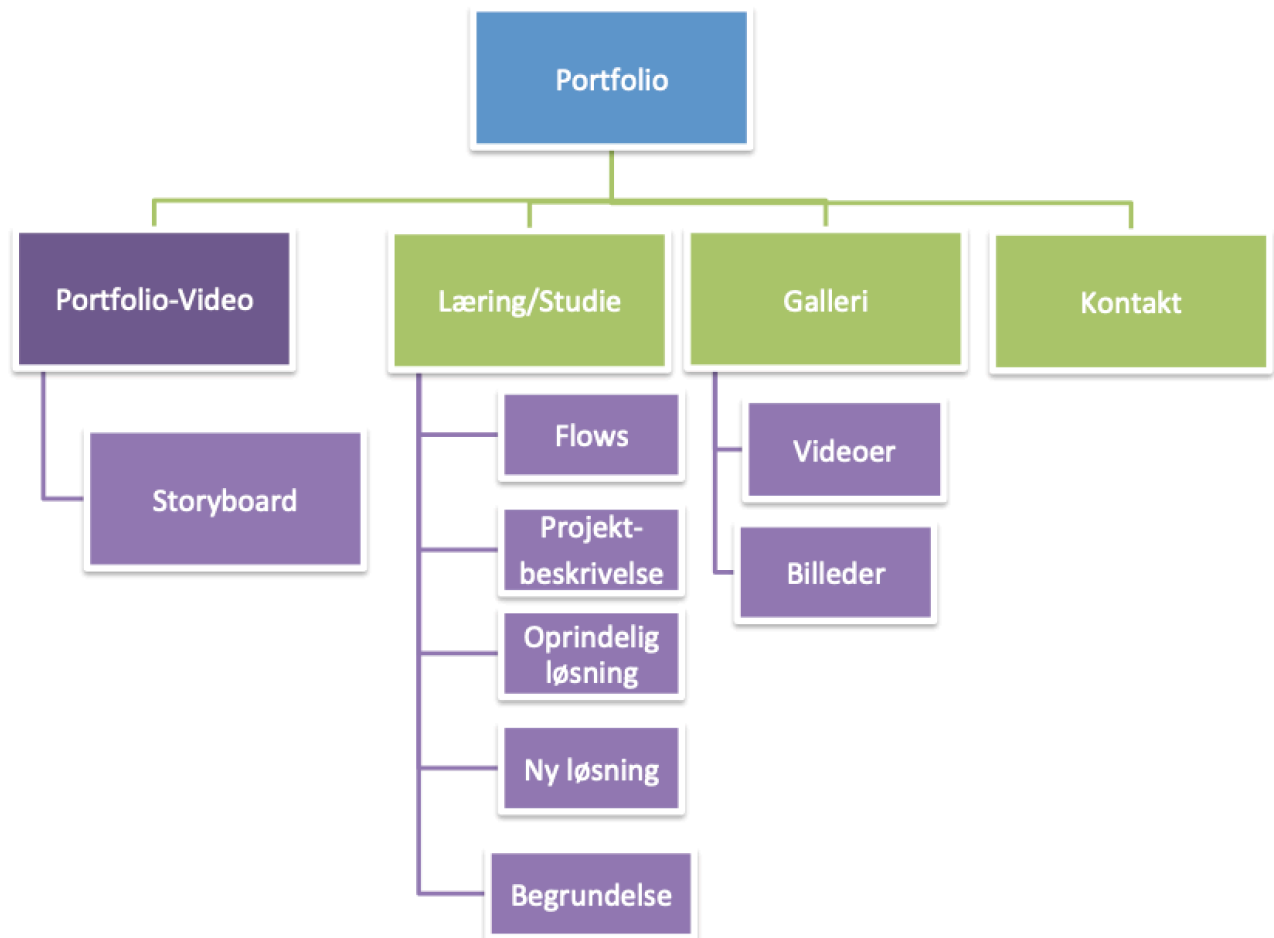 Portfolio
Portfolio-Video
Læring/Studie
Galleri
Kontakt
Storyboard
Flows
Projekt-
beskrivelse
Oprindelig
løsning
Ny løsning
Begrundelse
Videoer
Billeder